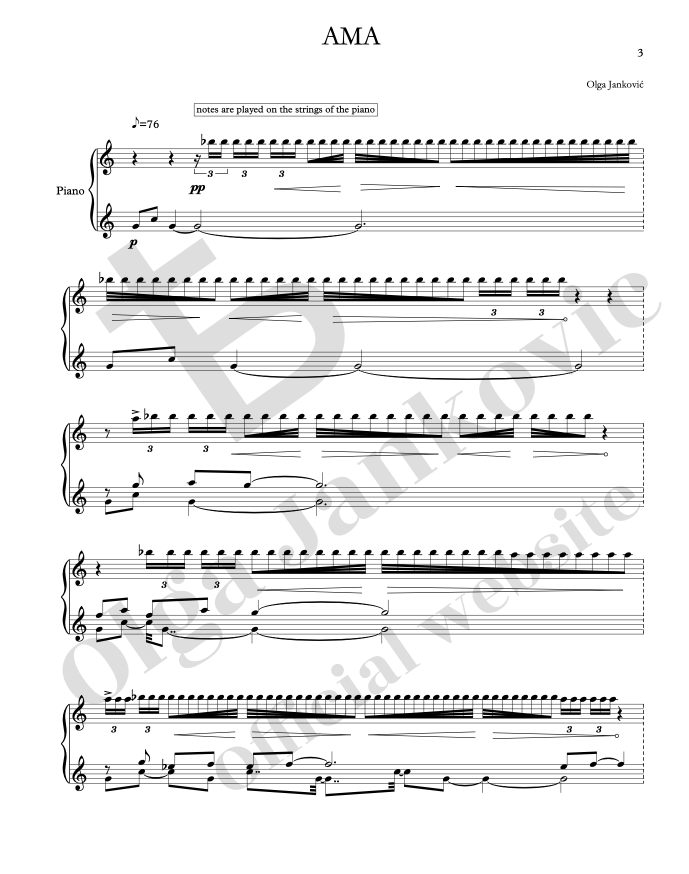 AMA
3
Olga Janković
♪=76
notes are played on the strings of the piano
3 3 3
Piano
pp
p
3 3
3 3
3 3
3 3 3 3
Ъ
Olga Jankovic
official website